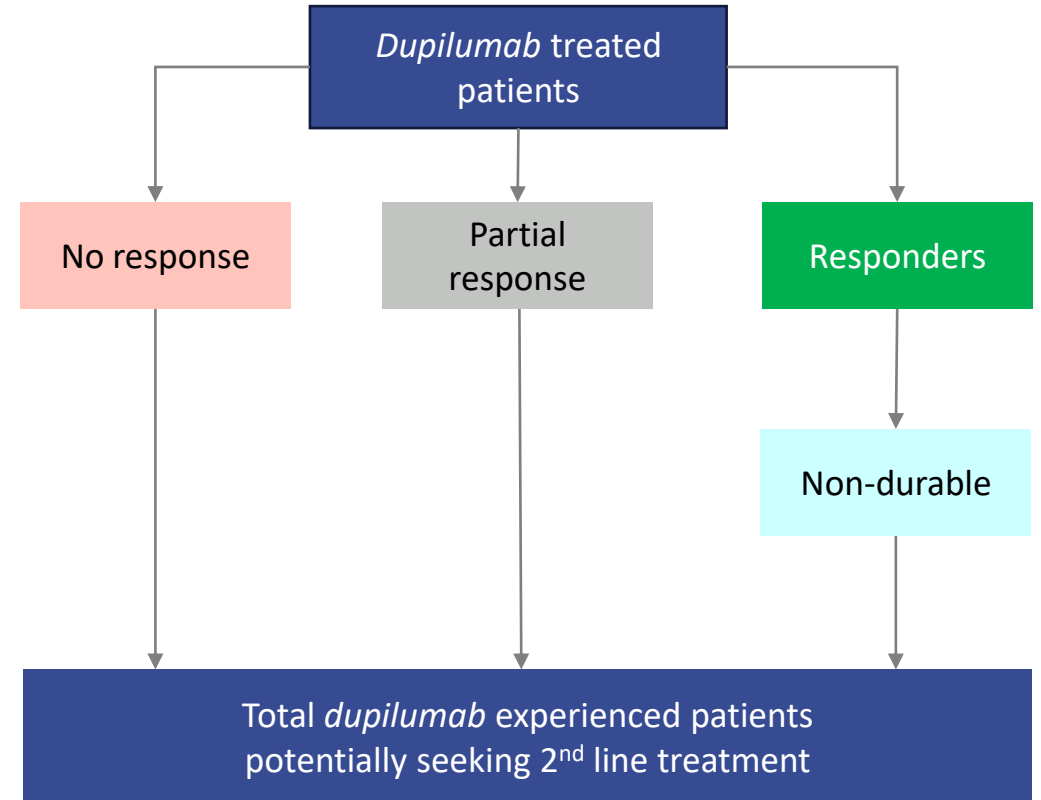 Dupilumab treated
patients
No response
Partial
response
Responders
Non-durable
Total dupilumab experienced patients
potentially seeking 2nd line treatment